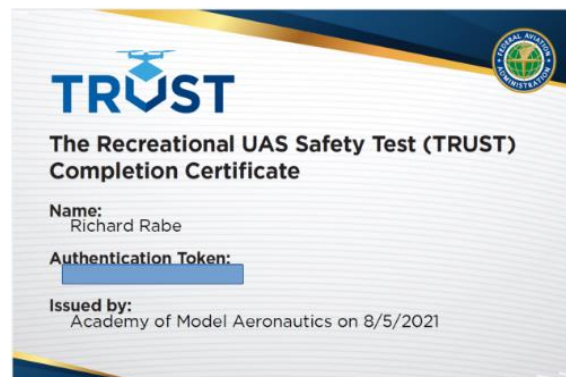 FEDERAL AVIATION
ADMINISTRATION
TRUST
The Recreational UAS Safety Test (TRUST)
Completion Certificate
Name:
Richard Rabe
Authentication Token:
Issued by:
Academy of Model Aeronautics on 8/5/2021